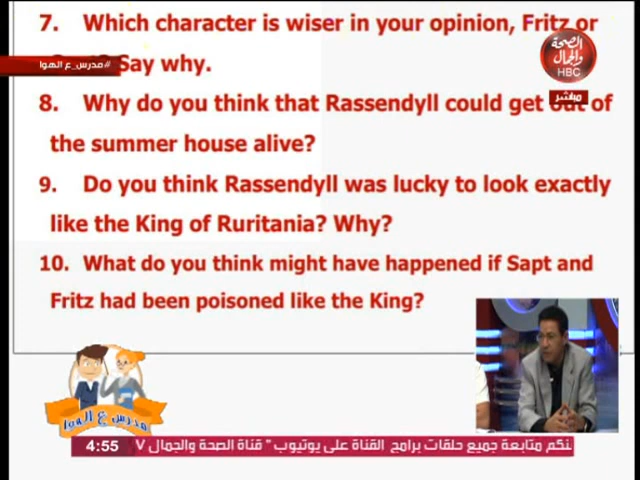 7. Which character is wiser in your opinion, Fritz or
Say why.
8. Why do you think that Rassendyll could get out of
the summer house alive?
9. Do you think Rassendyll was lucky to look exactly
like the King of Ruritania? Why?
10. What do you think might have happened if Sapt and
Fritz had been poisoned like the King?
#مدرس_ع الهوا
الصحة
والجمال
HBC
مباشر
مدرس ع الهوا
4:55
نكم متابعة جميع حلقات برامج القناة على يوتيوب " قناة الصحة والجمال V